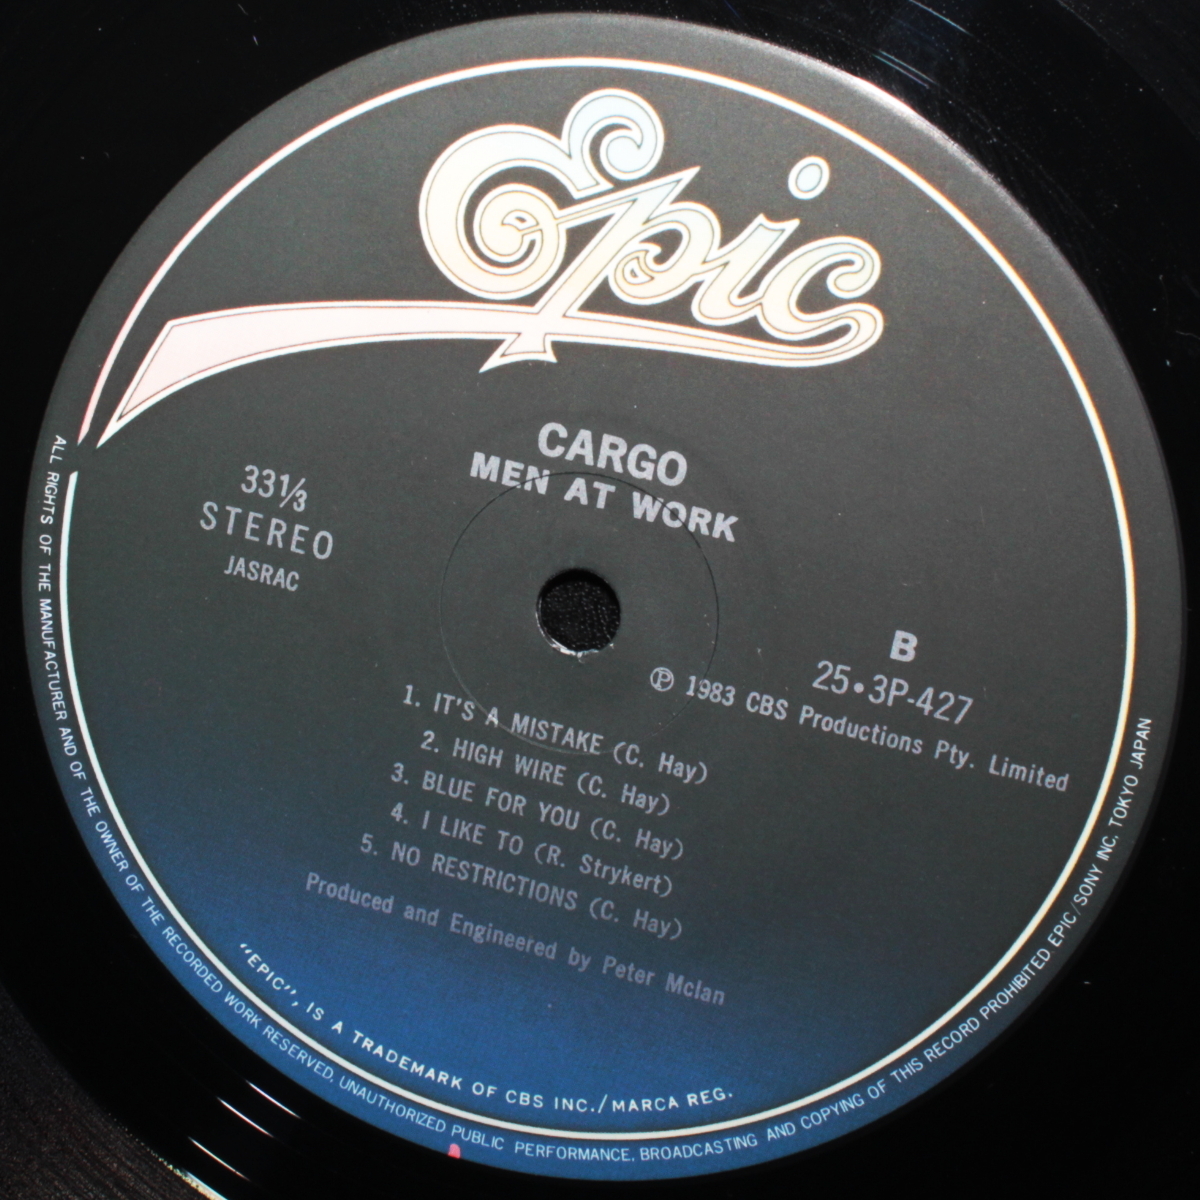 Epic
CARGO
MEN AT WORK
33⅓
STEREO
JASRAC
B
25•3P-427
Ⓟ 1983 CBS Productions Pty. Limited
1. IT'S A MISTAKE (C. Hay)
2. HIGH WIRE (C. Hay)
3. BLUE FOR YOU (C. Hay)
4. I LIKE TO (R. Strykert)
5. NO RESTRICTIONS (C. Hay)
Produced and Engineered by Peter Mclan
"EPIC", IS A TRADEMARK OF CBS INC./MARCA REG.
ALL RIGHTS OF THE MANUFACTURER AND OF THE OWNER OF THE RECORDED WORK RESERVED. UNAUTHORIZED PUBLIC PERFORMANCE, BROADCASTING AND COPYING OF THIS RECORD PROHIBITED. EPIC/SONY INC. TOKYO JAPAN